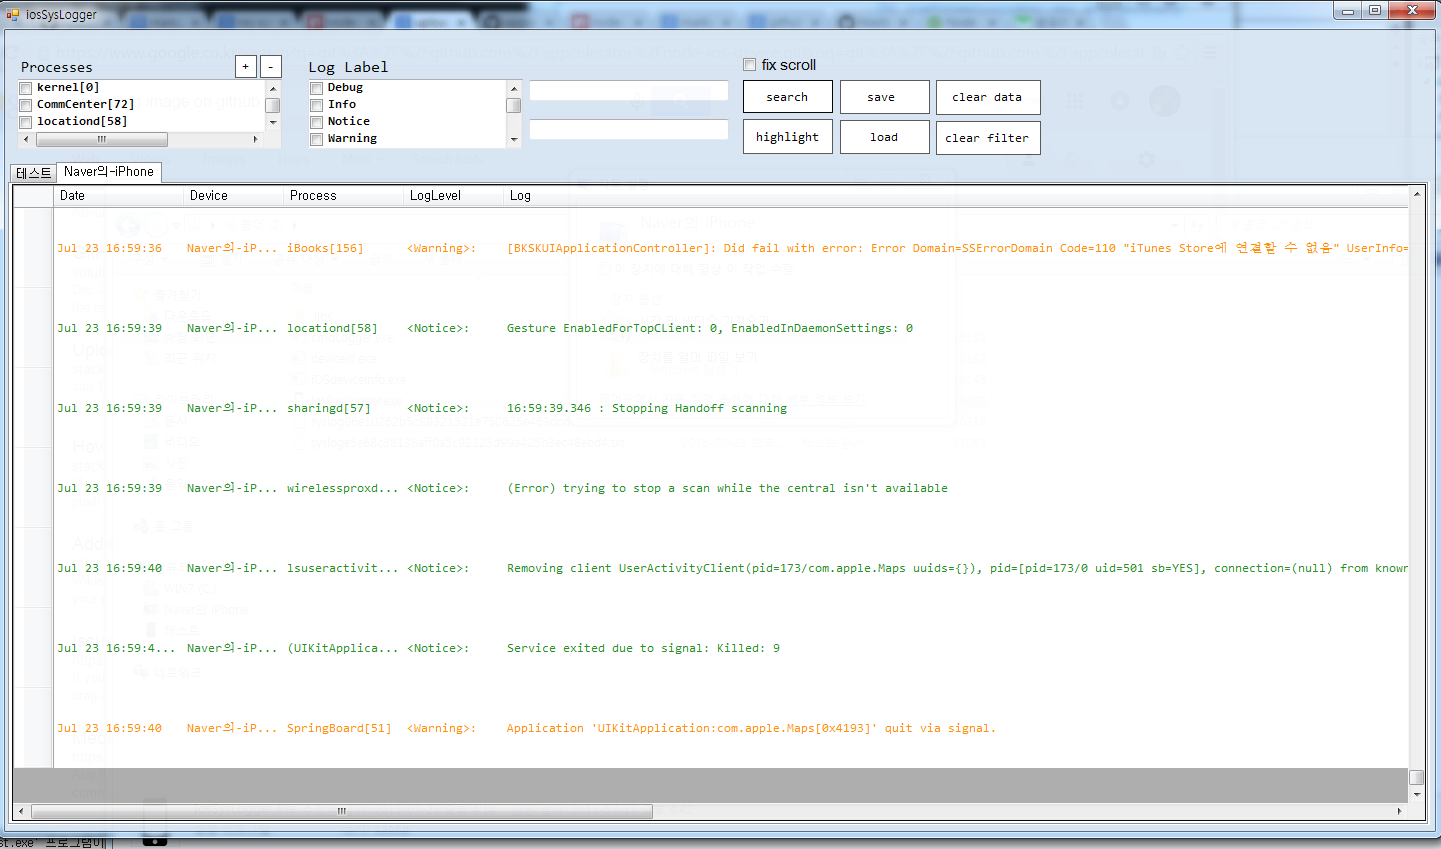 iosSysLogger
Processes + -
kernel[0]
CommCenter[72]
locationd[58]
Log Label
Debug
Info
Notice
Warning
fix scroll
search save clear data
highlight load clear filter
테스트 Naver의-iPhone
Date Device Process LogLevel Log
Jul 23 16:59:36 Naver의-iP... iBooks[156] <Warning>: [BKSKUIApplicationController]: Did fail with error: Error Domain=SSErrorDomain Code=110 "iTunes Store에 연결할 수 없음" UserInfo=
Jul 23 16:59:39 Naver의-iP... locationd[58] <Notice>: Gesture EnabledForTopCLient: 0, EnabledInDaemonSettings: 0
Jul 23 16:59:39 Naver의-iP... sharingd[57] <Notice>: 16:59:39.346 : Stopping Handoff scanning
Jul 23 16:59:39 Naver의-iP... wirelessproxd... <Notice>: (Error) trying to stop a scan while the central isn't available
Jul 23 16:59:40 Naver의-iP... lsuseractivit... <Notice>: Removing client UserActivityClient(pid=173/com.apple.Maps uuids={}), pid=[pid=173/0 uid=501 sb=YES], connection=(null) from known
Jul 23 16:59:4... Naver의-iP... (UIKitApplica... <Notice>: Service exited due to signal: Killed: 9
Jul 23 16:59:40 Naver의-iP... SpringBoard[51] <Warning>: Application 'UIKitApplication:com.apple.Maps[0x4193]' quit via signal.
st.exe' 프로그램이